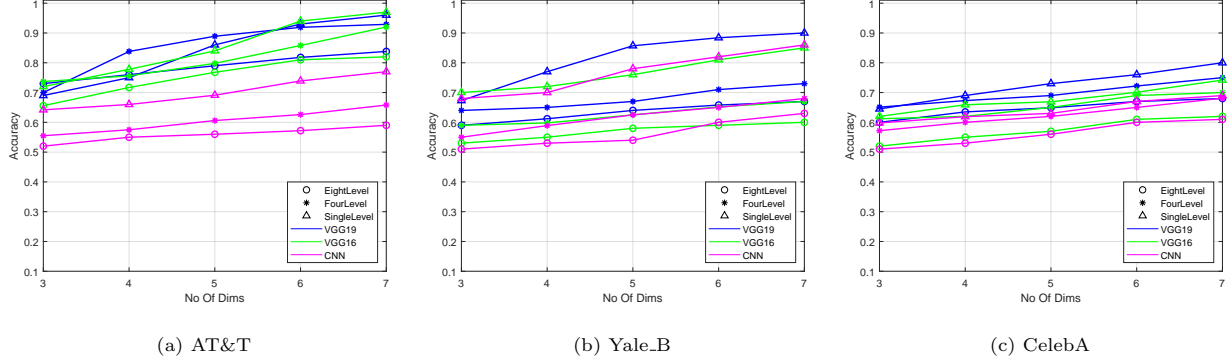 1
0.9
0.8
0.7
0.6
0.5
0.4
0.3
0.2
0.1
Accuracy
3 4 5 6 7
No Of Dims
EightLevel
FourLevel
SingleLevel
VGG19
VGG16
CNN
(a) AT&T
1
0.9
0.8
0.7
0.6
0.5
0.4
0.3
0.2
0.1
Accuracy
3 4 5 6 7
No Of Dims
EightLevel
FourLevel
SingleLevel
VGG19
VGG16
CNN
(b) Yale_B
1
0.9
0.8
0.7
0.6
0.5
0.4
0.3
0.2
0.1
Accuracy
3 4 5 6 7
No Of Dims
EightLevel
FourLevel
SingleLevel
VGG19
VGG16
CNN
(c) CelebA